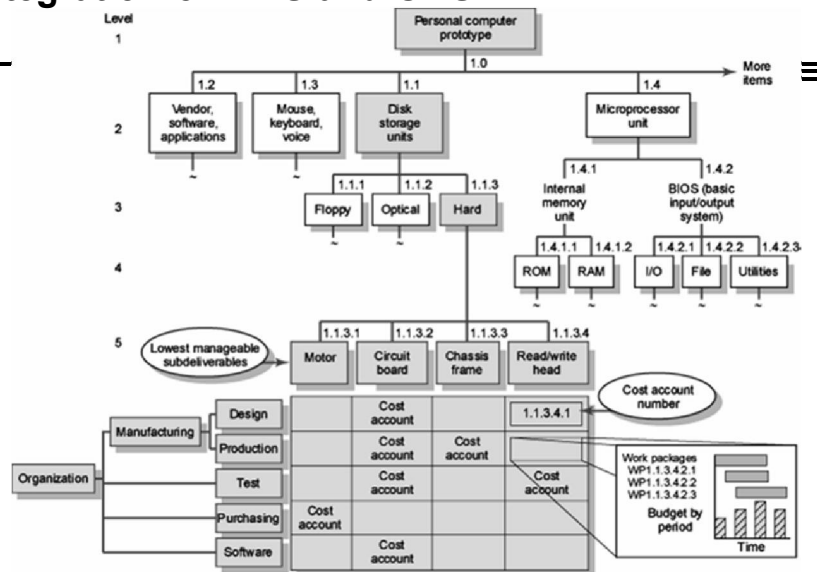 Level
Personal computer
prototype
1
1.0
More
items
1.2
1.3
1.1
1.4
2
Vendor,
software,
applications
Mouse,
keyboard,
voice
Disk
storage
units
Microprocessor
unit
~
~
1.4.1
1.4.2
1.1.1
1.1.2
1.1.3
Internal
memory
unit
BIOS (basic
input/output
system)
3
Floppy
Optical
Hard
~
~
1.4.1.1
1.4.1.2
1.4.2.1
1.4.2.2
1.4.2.3
4
ROM
RAM
I/O
File
Utilities
~
~
~
~
~
5
1.1.3.1
1.1.3.2
1.1.3.3
1.1.3.4
Lowest manageable
subdeliverables
Motor
Circuit
board
Chassis
frame
Read/write
head
Cost account
number
Organization
Manufacturing
Design
Cost
account
1.1.3.4.1
Production
Cost
account
Cost
account
Test
Cost
account
Cost
account
Purchasing
Cost
account
Software
Cost
account
Work packages
WP1.1.3.4.2.1
WP1.1.3.4.2.2
WP1.1.3.4.2.3
Budget by
period
Time